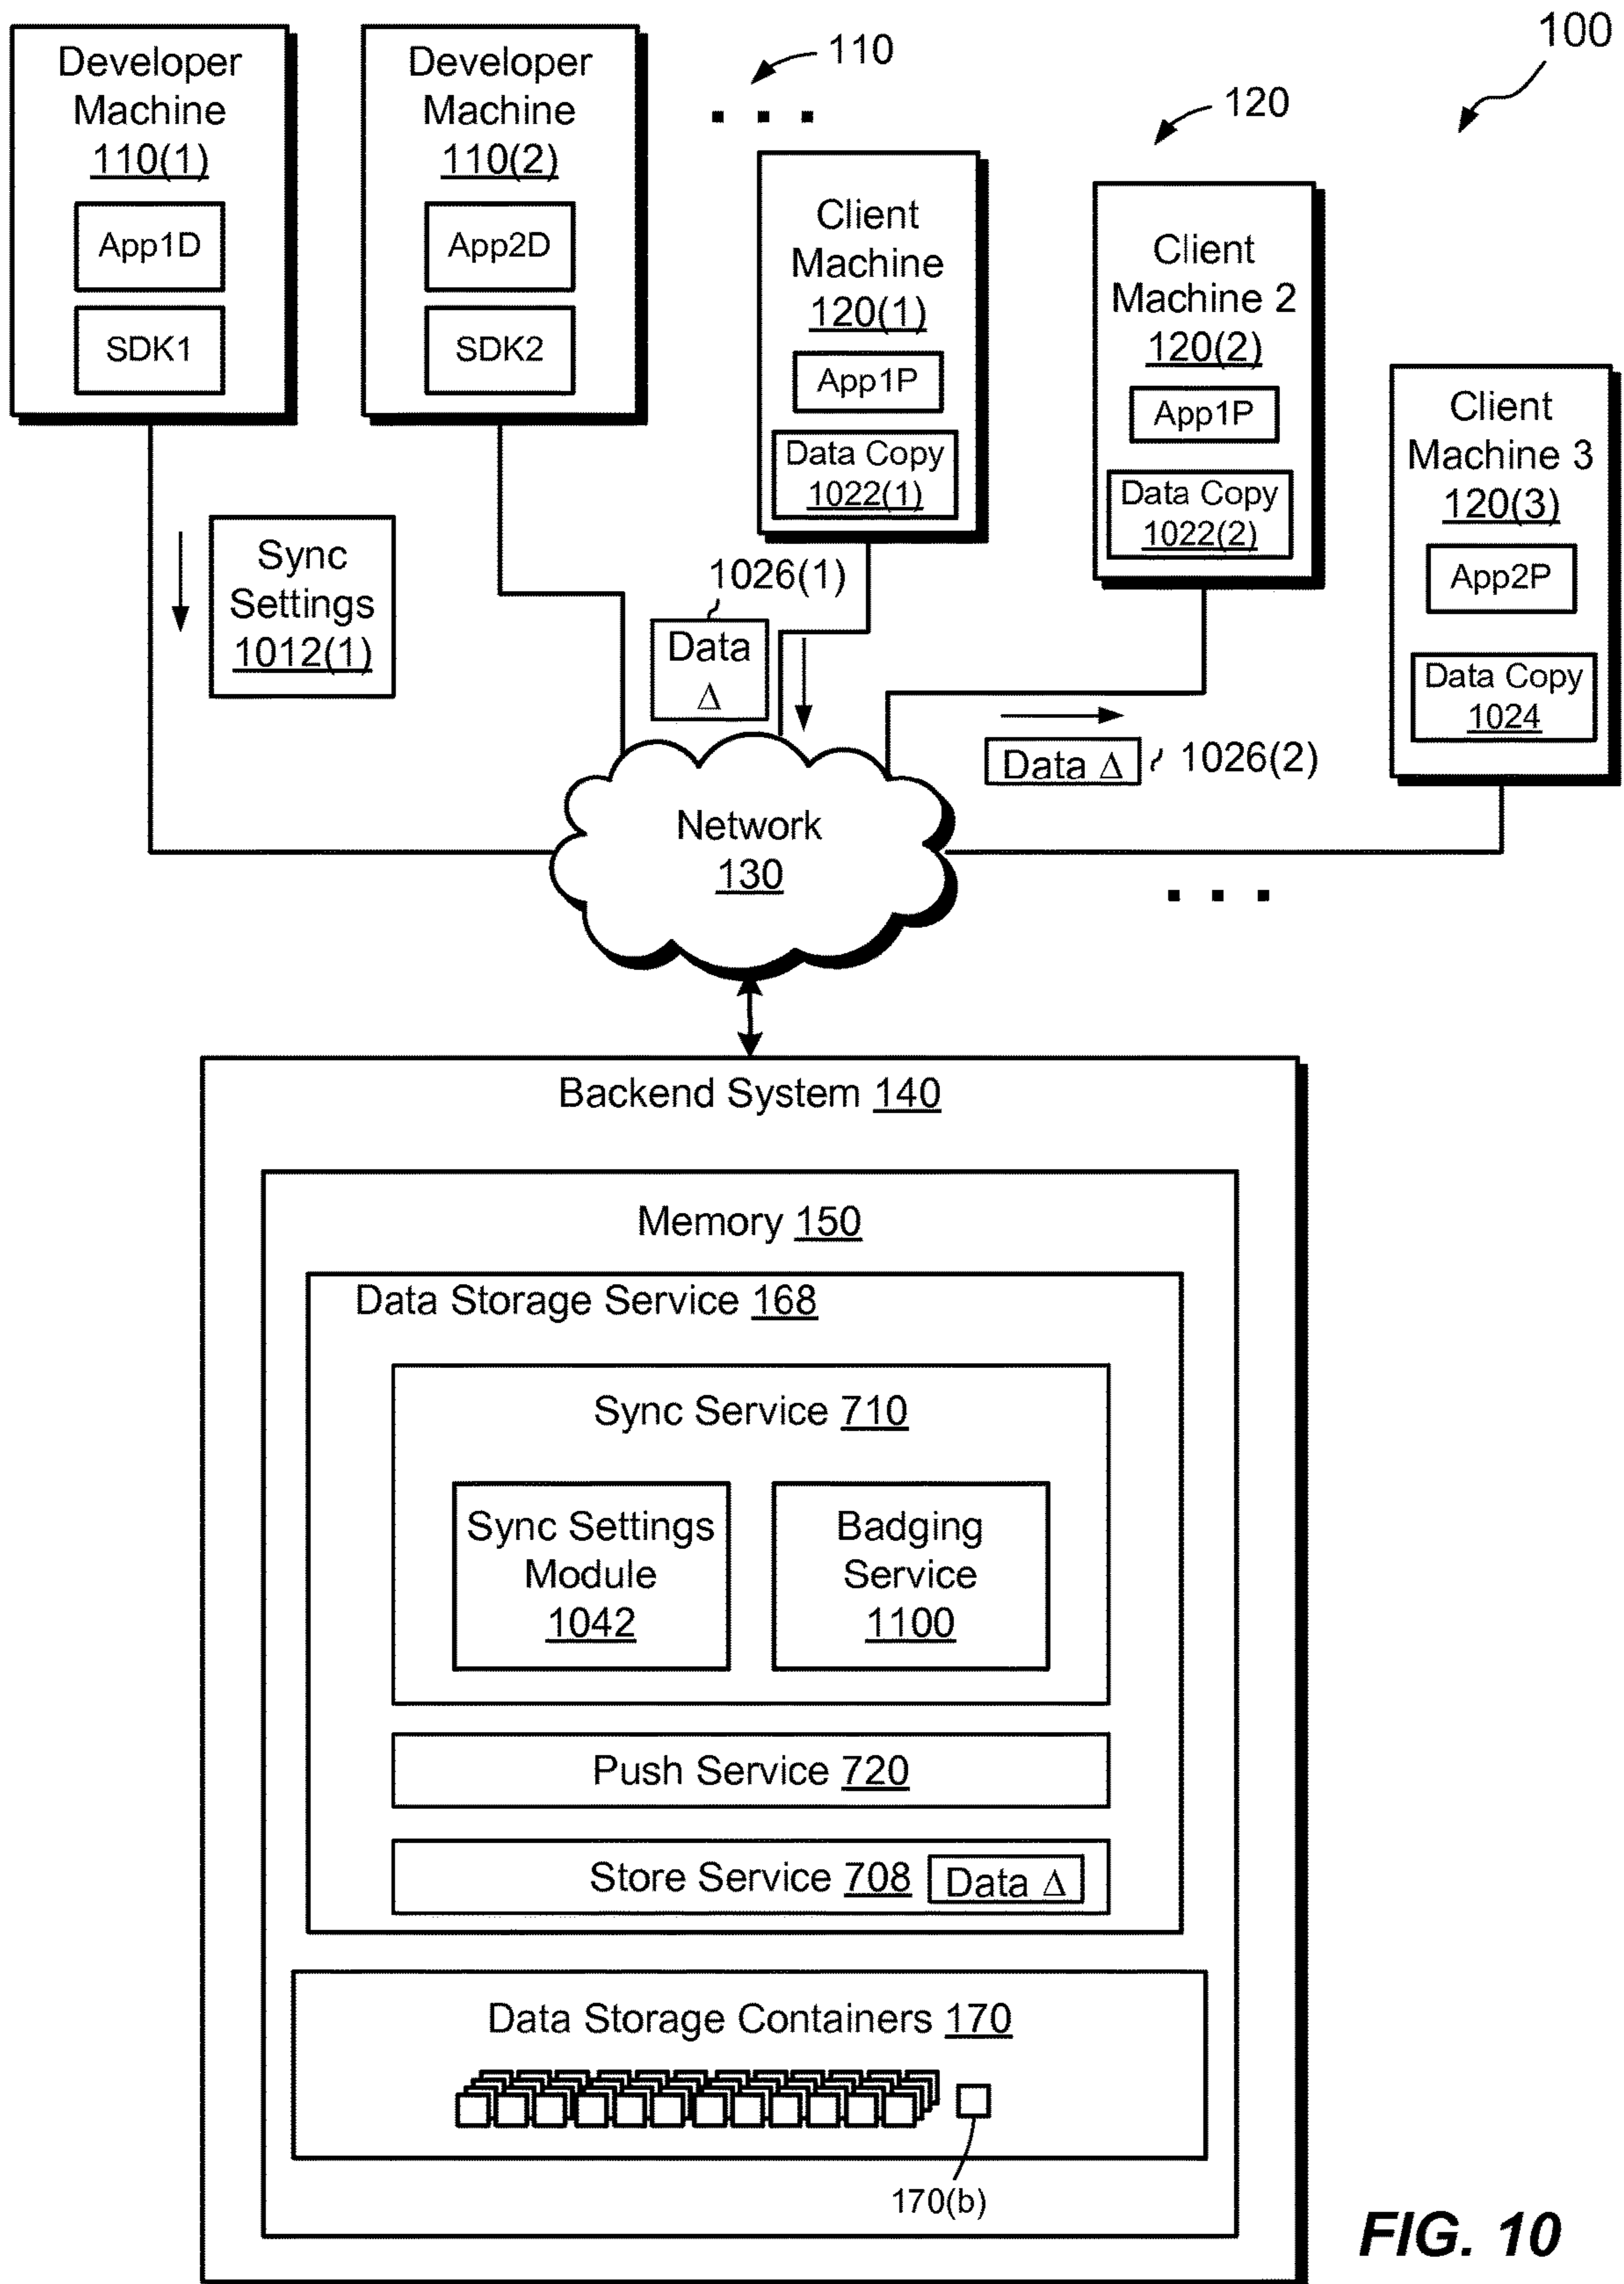 100
110
120
Developer
Machine
110(1)
App1D
SDK1
Developer
Machine
110(2)
App2D
SDK2
Client
Machine
120(1)
App1P
Data Copy
1022(1)
Client
Machine 2
120(2)
App1P
Data Copy
1022(2)
Client
Machine 3
120(3)
App2P
Data Copy
1024
Sync
Settings
1012(1)
1026(1)
Data
Δ
Data Δ
1026(2)
Network
130
Backend System 140
Memory 150
Data Storage Service 168
Sync Service 710
Sync Settings
Module
1042
Badging
Service
1100
Push Service 720
Store Service 708
Data Δ
Data Storage Containers 170
170(b)
FIG. 10